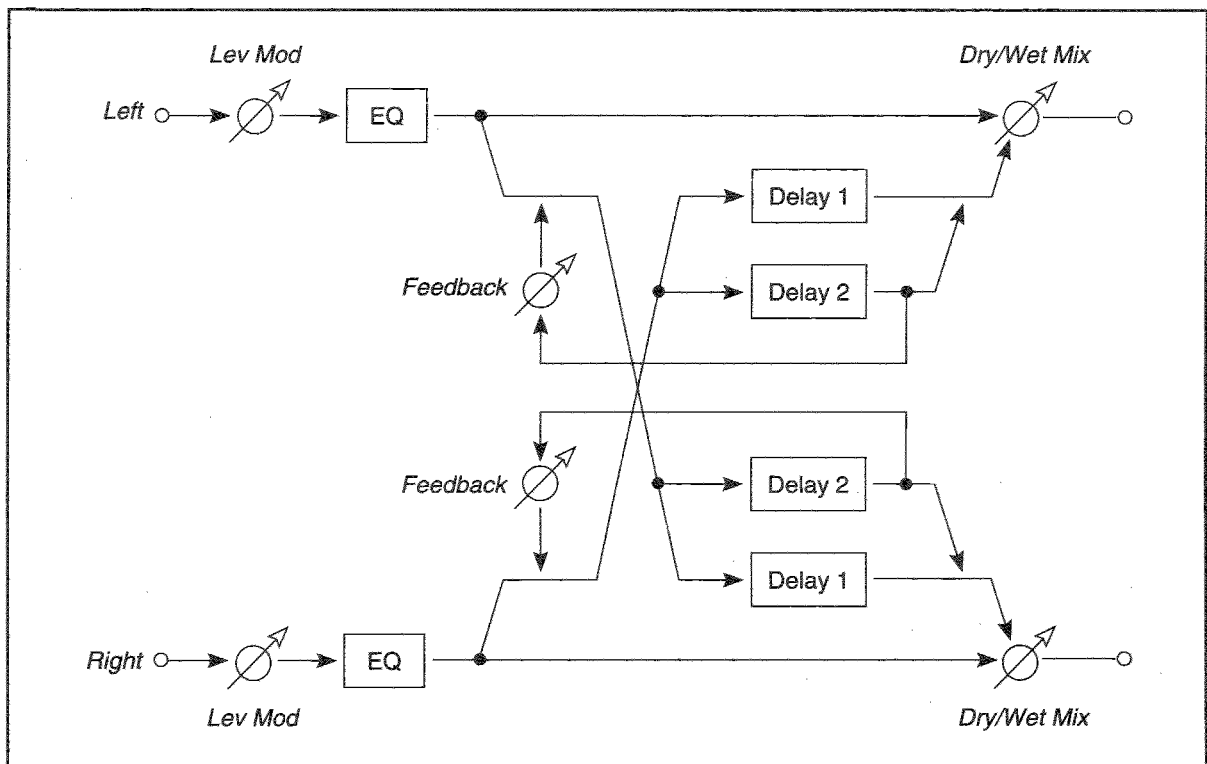 Lev Mod
Dry/Wet Mix
Left
EQ
Delay 1
Feedback
Delay 2
Feedback
Delay 2
Delay 1
Right
EQ
Lev Mod
Dry/Wet Mix